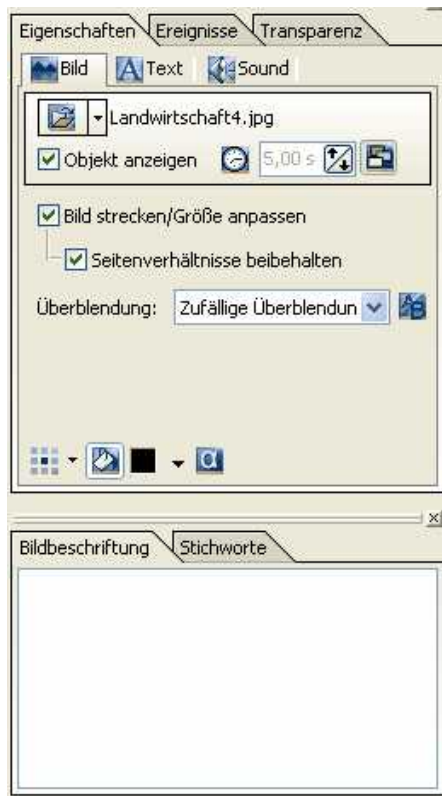 Eigenschaften Ereignisse Transparenz
Bild Text Sound
Landwirtschaft4.jpg
Objekt anzeigen 5,00 s
Bild strecken/Größe anpassen
Seitenverhältnisse beibehalten
Überblendung: Zufällige Überblendun
Bildbeschriftung Stichworte